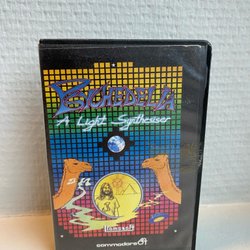 Psychedelia
A Light Synthesiser
Llamasoft
commodore 64